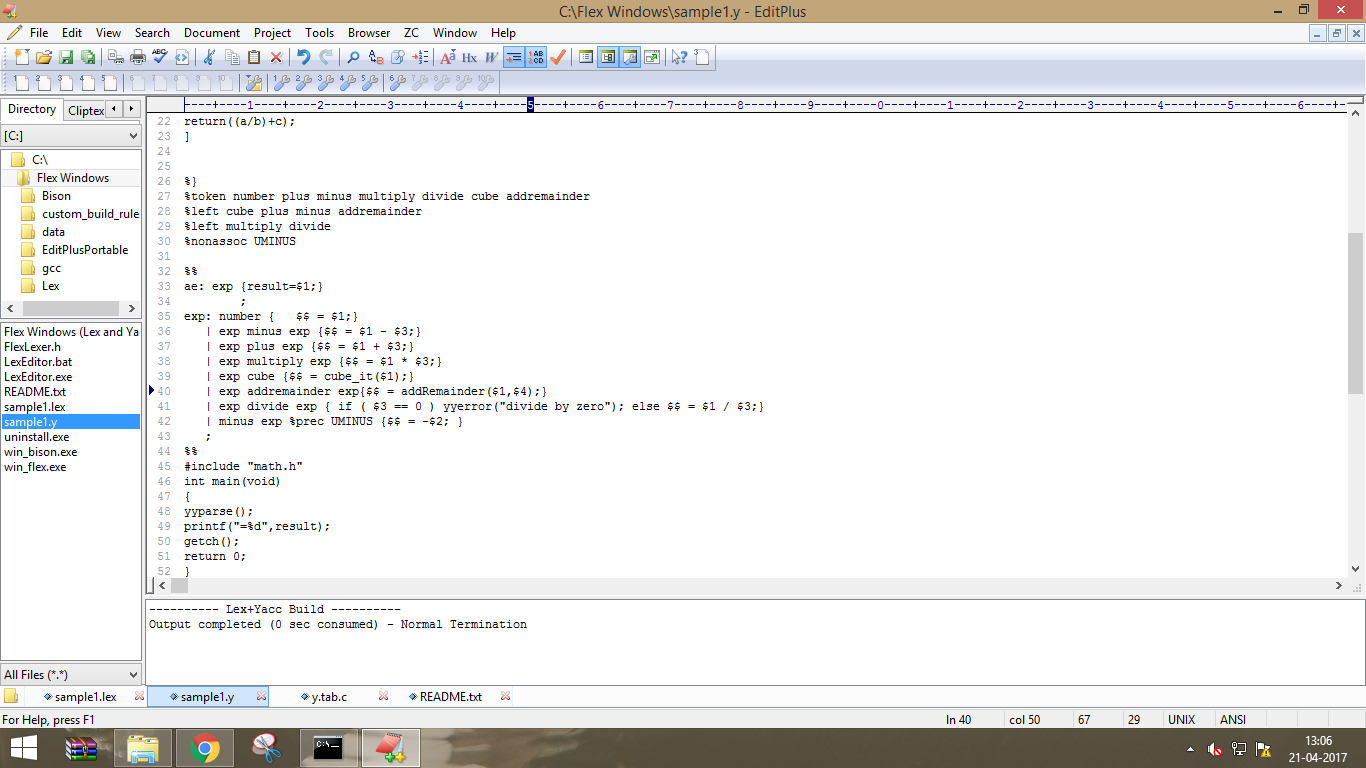 C:\Flex Windows\sample1.y - EditPlus
File Edit View Search Document Project Tools Browser ZC Window Help
Directory Cliptex
[C:]
C:\
Flex Windows
Bison
custom_build_rule
data
EditPlusPortable
gcc
Lex
Flex Windows (Lex and Ya
FlexLexer.h
LexEditor.bat
LexEditor.exe
README.txt
sample1.lex
sample1.y
uninstall.exe
win_bison.exe
win_flex.exe
All Files (*.*)
----+----1----+----2----+----3----+----4----+----5----+----6----+----7----+----8----+----9----+----0----+----1----+----2----+----3----+----4----+----5----+----6----+-
22 return((a/b)+c);
23 ]
24
25
26 %}
27 %token number plus minus multiply divide cube addremainder
28 %left cube plus minus addremainder
29 %left multiply divide
30 %nonassoc UMINUS
31
32 %%
33 ae: exp {result=$1;}
34 ;
35 exp: number { $$ = $1;}
36 | exp minus exp {$$ = $1 - $3;}
37 | exp plus exp {$$ = $1 + $3;}
38 | exp multiply exp {$$ = $1 * $3;}
39 | exp cube {$$ = cube_it($1);}
40 | exp addremainder exp{$$ = addRemainder($1,$4);}
41 | exp divide exp { if ( $3 == 0 ) yyerror("divide by zero"); else $$ = $1 / $3;}
42 | minus exp %prec UMINUS {$$ = -$2; }
43 ;
44 %%
45 #include "math.h"
46 int main(void)
47 {
48 yyparse();
49 printf("=%d",result);
50 getch();
51 return 0;
52 }
---------- Lex+Yacc Build ----------
Output completed (0 sec consumed) - Normal Termination
sample1.lex sample1.y y.tab.c README.txt
For Help, press F1 ln 40 col 50 67 29 UNIX ANSI
13:06
21-04-2017